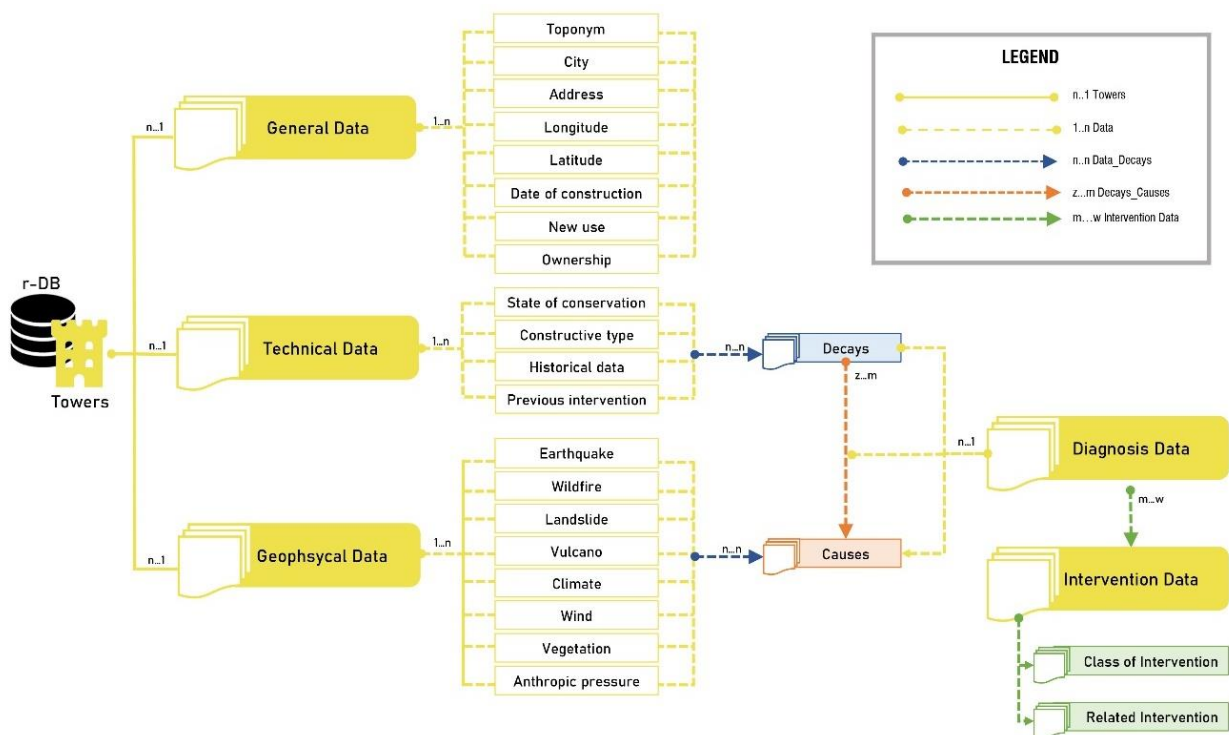 r-DB
Towers
n...1
General Data
1...n
Toponym
City
Address
Longitude
Latitude
Date of construction
New use
Ownership
n...1
Technical Data
1...n
State of conservation
Constructive type
Historical data
Previous intervention
n...n
Decays
z...m
n...1
Geophsycal Data
1...n
Earthquake
Wildfire
Landslide
Vulcano
Climate
Wind
Vegetation
Anthropic pressure
n...n
Causes
n...1
Diagnosis Data
m...w
Intervention Data
Class of Intervention
Related Intervention
LEGEND
n..1 Towers
1..n Data
n..n Data_Decays
z...m Decays_Causes
m...w Intervention Data